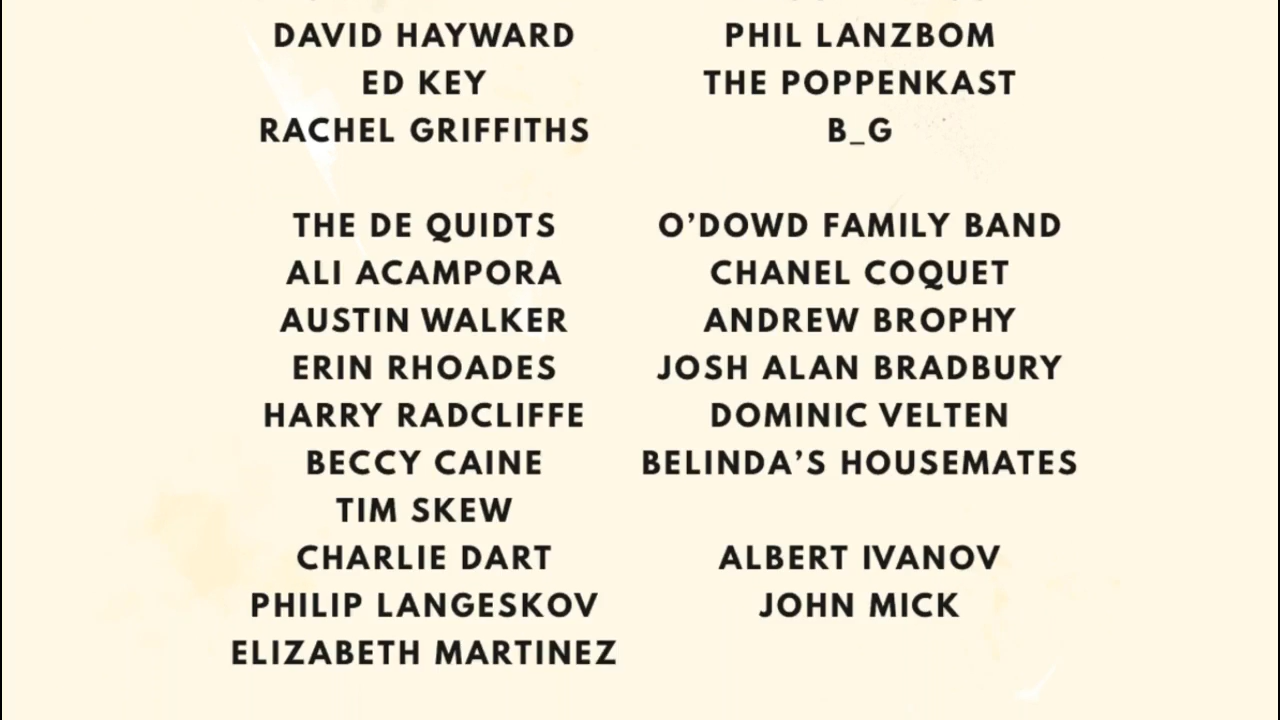 DAVID HAYWARD
ED KEY
RACHEL GRIFFITHS
THE DE QUIDTS
ALI ACAMPORA
AUSTIN WALKER
ERIN RHOADES
HARRY RADCLIFFE
BECCY CAINE
TIM SKEW
CHARLIE DART
PHILIP LANGESKOV
ELIZABETH MARTINEZ
PHIL LANZBOM
THE POPPENKAST
B_G
O’DOWD FAMILY BAND
CHANEL COQUET
ANDREW BROPHY
JOSH ALAN BRADBURY
DOMINIC VELTEN
BELINDA’S HOUSEMATES
ALBERT IVANOV
JOHN MICK